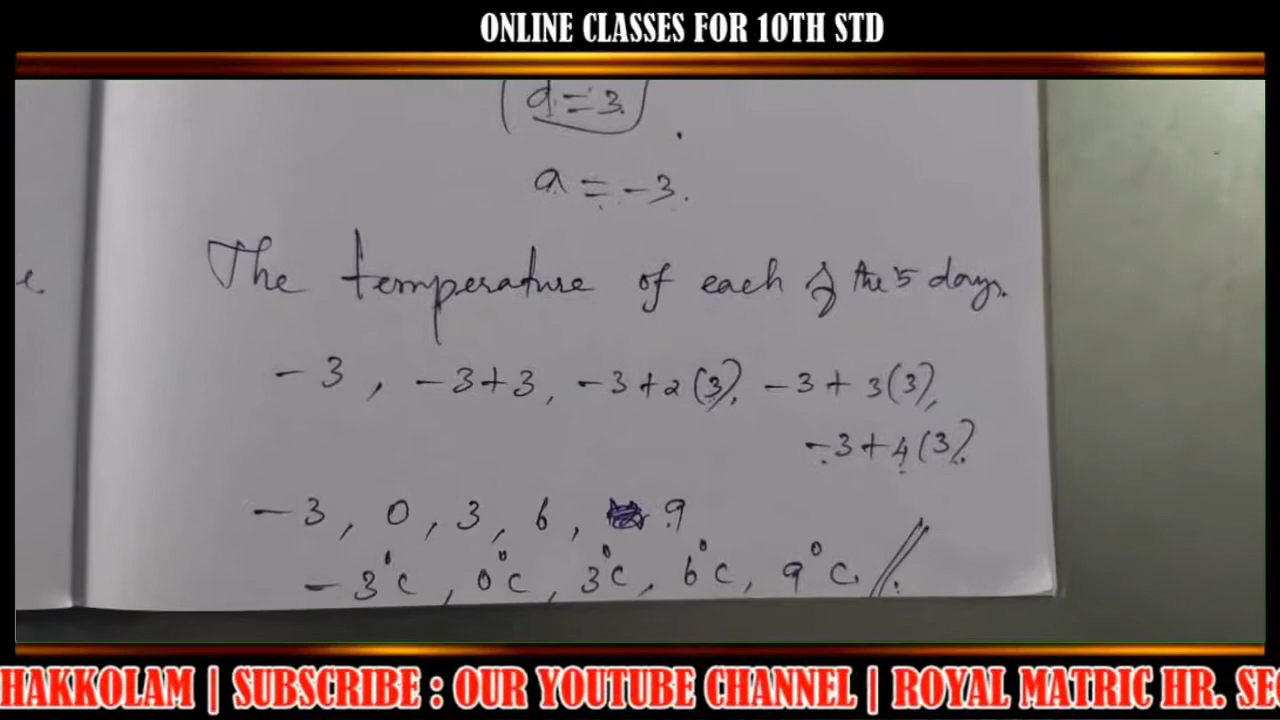 ONLINE CLASSES FOR 10TH STD
d = 3
a = -3.
The temperature of each of the 5 days.
-3, -3+3, -3+2(3), -3+3(3),
-3+4(3)
-3, 0, 3, 6, 9
-3°C, 0°C, 3°C, 6°C, 9°C //.
HAKKOLAM | SUBSCRIBE : OUR YOUTUBE CHANNEL | ROYAL MATRIC HR. SEC